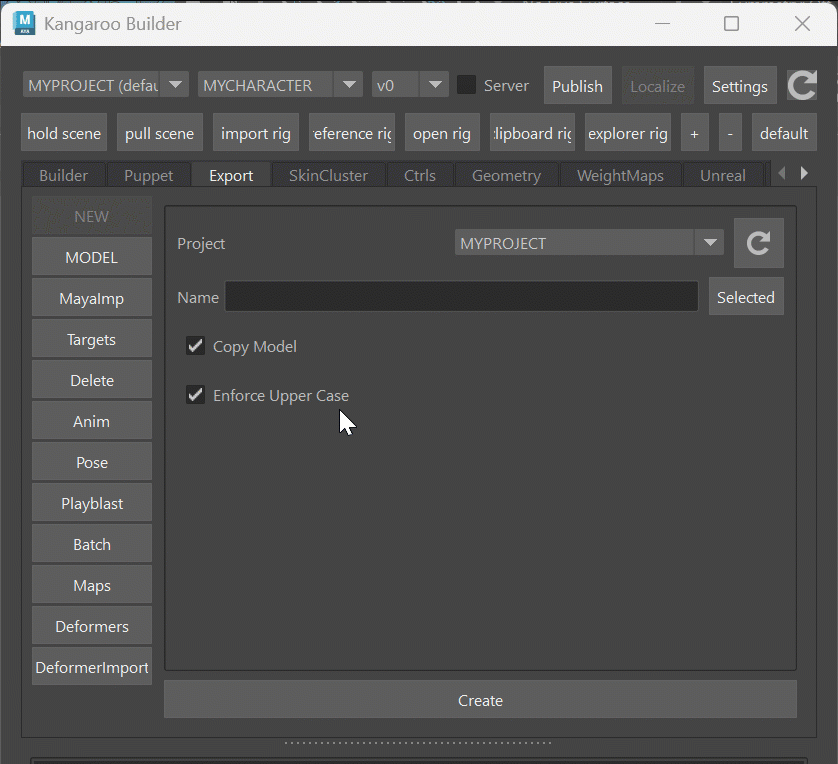 Kangaroo Builder
MYPROJECT (defau MYCHARACTER v0 Server Publish Localize Settings
hold scene pull scene import rig eference rig open rig lipboard rig explorer rig + - default
Builder Puppet Export SkinCluster Ctrls Geometry WeightMaps Unreal
NEW
MODEL
MayaImp
Targets
Delete
Anim
Pose
Playblast
Batch
Maps
Deformers
DeformerImport
Project MYPROJECT
Name Selected
Copy Model
Enforce Upper Case
Create